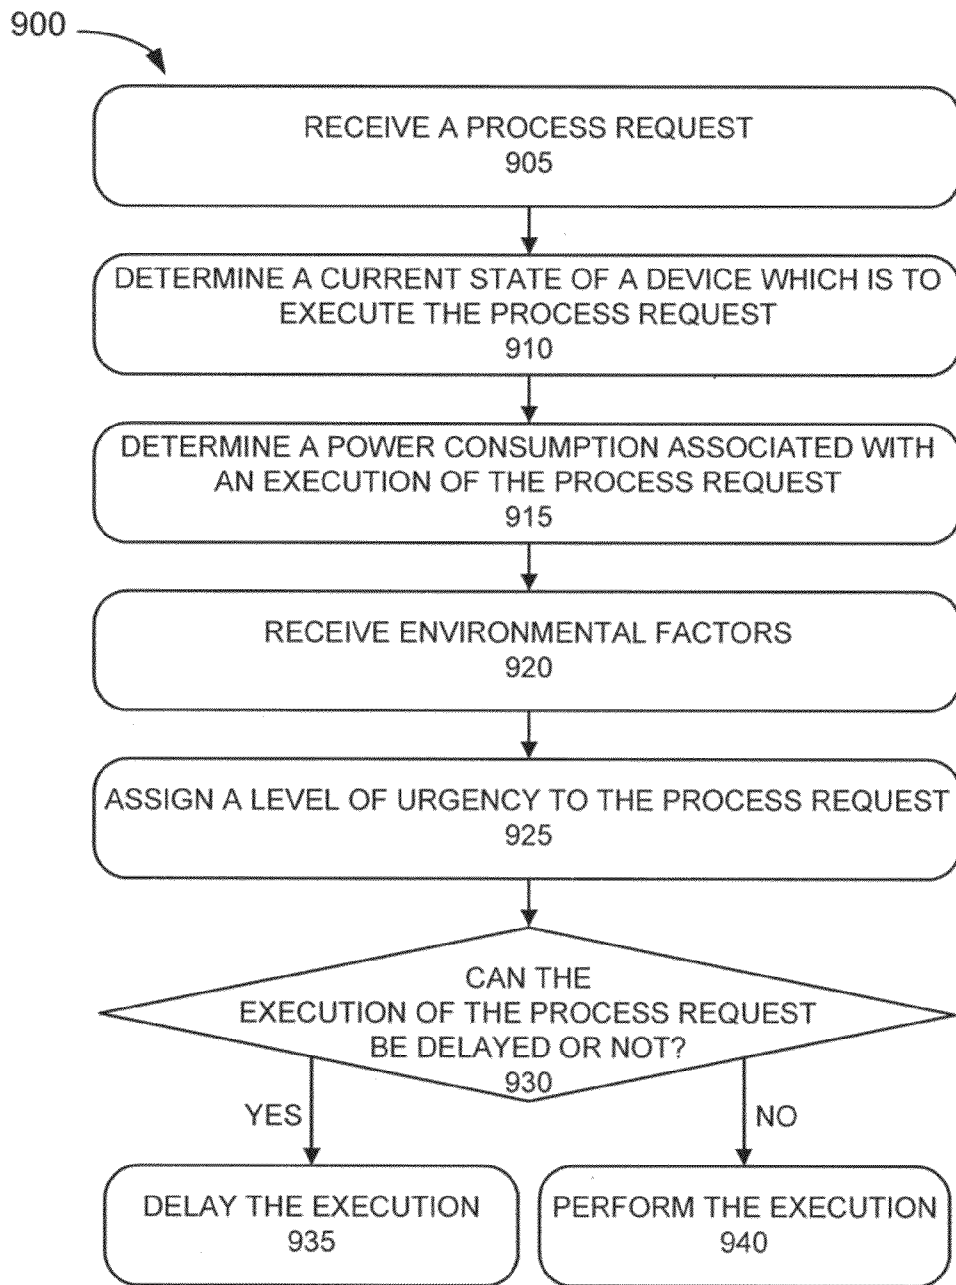 900
RECEIVE A PROCESS REQUEST
905
DETERMINE A CURRENT STATE OF A DEVICE WHICH IS TO
EXECUTE THE PROCESS REQUEST
910
DETERMINE A POWER CONSUMPTION ASSOCIATED WITH
AN EXECUTION OF THE PROCESS REQUEST
915
RECEIVE ENVIRONMENTAL FACTORS
920
ASSIGN A LEVEL OF URGENCY TO THE PROCESS REQUEST
925
CAN THE
EXECUTION OF THE PROCESS REQUEST
BE DELAYED OR NOT?
930
YES
NO
DELAY THE EXECUTION
935
PERFORM THE EXECUTION
940